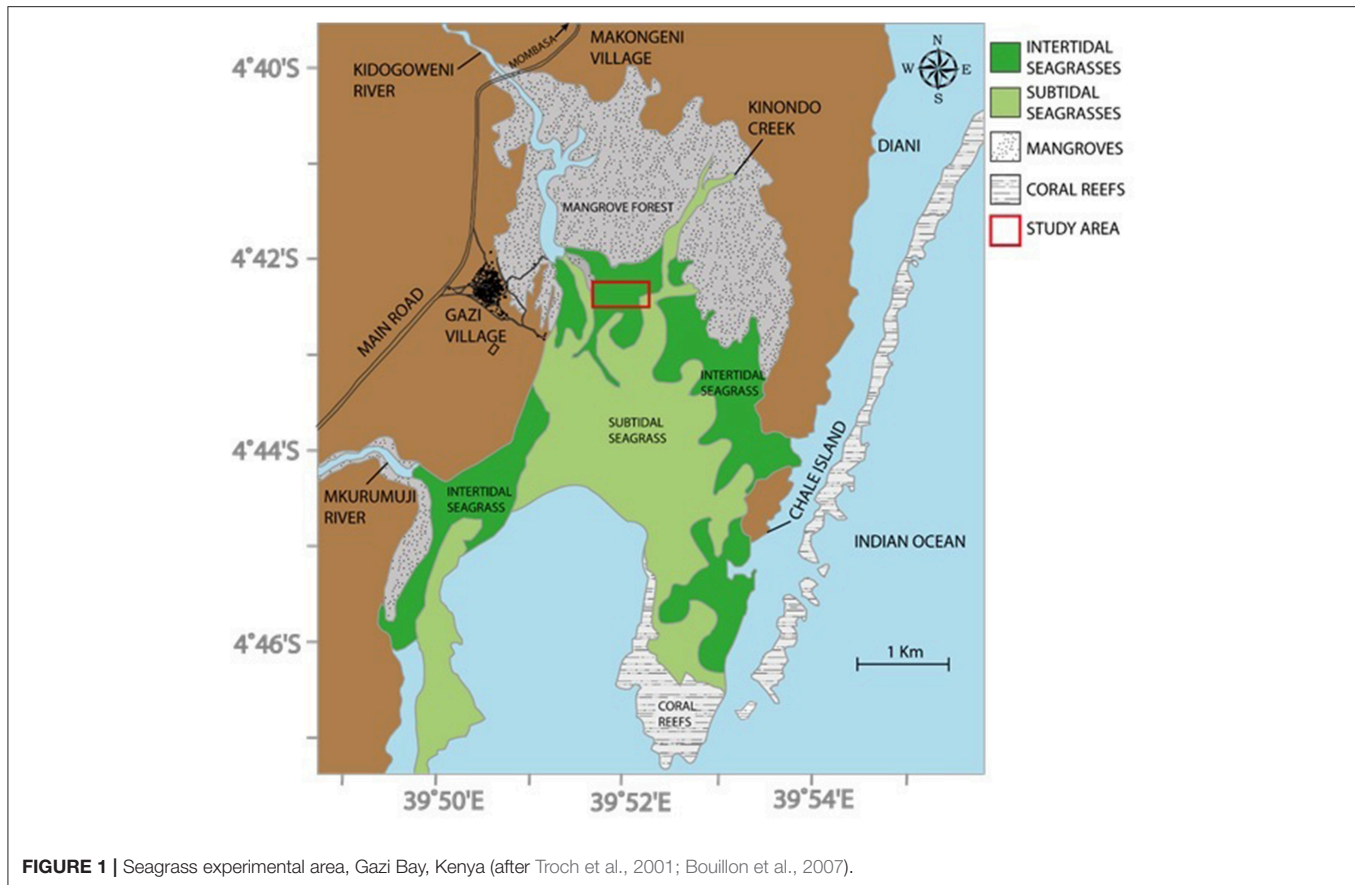 KIDOGOWENI
RIVER
MOMBASA
MAKONGENI
VILLAGE
KINONDO
CREEK
N
W
E
S
DIANI
MANGROVE FOREST
MAIN ROAD
GAZI
VILLAGE
INTERTIDAL
SEAGRASS
SUBTIDAL
SEAGRASS
MKURUMUJI
RIVER
INTERTIDAL
SEAGRASS
CHALE ISLAND
INDIAN OCEAN
1 Km
CORAL
REEFS
4°40'S
4°42'S
4°44'S
4°46'S
39°50'E
39°52'E
39°54'E
INTERTIDAL
SEAGRASSES
SUBTIDAL
SEAGRASSES
MANGROVES
CORAL REEFS
STUDY AREA
FIGURE 1 | Seagrass experimental area, Gazi Bay, Kenya (after Troch et al., 2001; Bouillon et al., 2007).